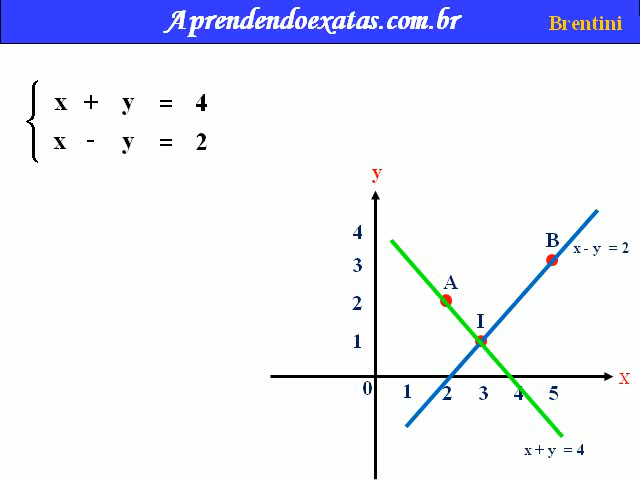 Aprendendoexatas.com.br
Brentini
x + y = 4
x - y = 2
y
4
3
2
1
B
x - y = 2
A
I
0 1 2 3 4 5
x
x + y = 4